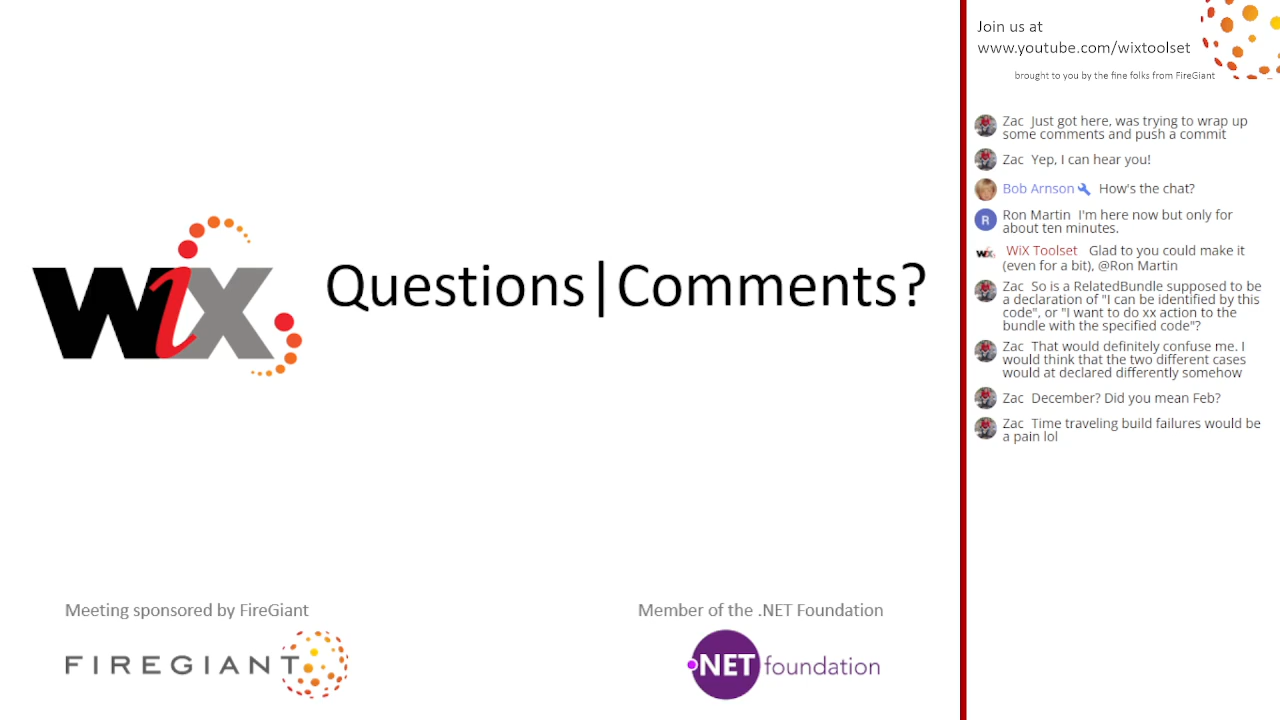 WiX
Questions|Comments?
Meeting sponsored by FireGiant
FIREGIANT
Member of the .NET Foundation
.NET foundation
Join us at
www.youtube.com/wixtoolset
brought to you by the fine folks from FireGiant
Zac Just got here, was trying to wrap up
some comments and push a commit
Zac Yep, I can hear you!
Bob Arnson How's the chat?
R
Ron Martin I'm here now but only for
about ten minutes.
WiX Toolset Glad to you could make it
(even for a bit), @Ron Martin
Zac So is a RelatedBundle supposed to be
a declaration of "I can be identified by this
code", or "I want to do xx action to the
bundle with the specified code"?
Zac That would definitely confuse me. I
would think that the two different cases
would at declared differently somehow
Zac December? Did you mean Feb?
Zac Time traveling build failures would be
a pain lol